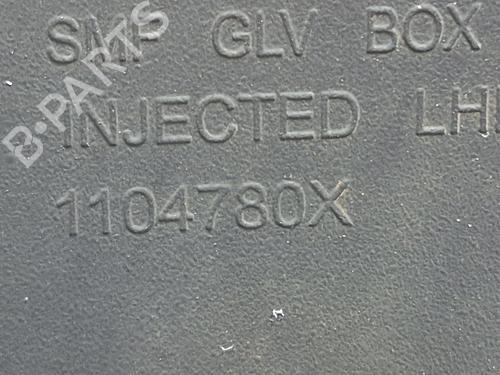 SMP GLV BOX
INJECTED LH
1104780X
B-PARTS